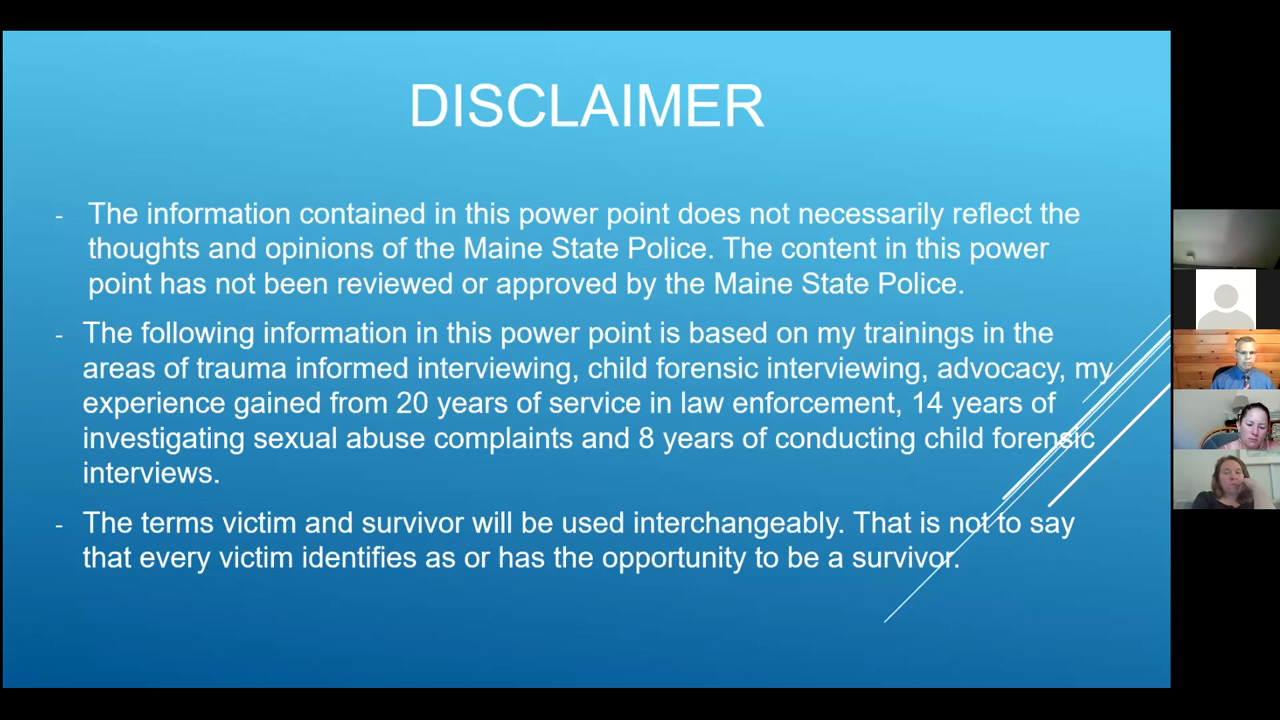 DISCLAIMER
- The information contained in this power point does not necessarily reflect the
thoughts and opinions of the Maine State Police. The content in this power
point has not been reviewed or approved by the Maine State Police.
- The following information in this power point is based on my trainings in the
areas of trauma informed interviewing, child forensic interviewing, advocacy, my
experience gained from 20 years of service in law enforcement, 14 years of
investigating sexual abuse complaints and 8 years of conducting child forensic
interviews.
- The terms victim and survivor will be used interchangeably. That is not to say
that every victim identifies as or has the opportunity to be a survivor.